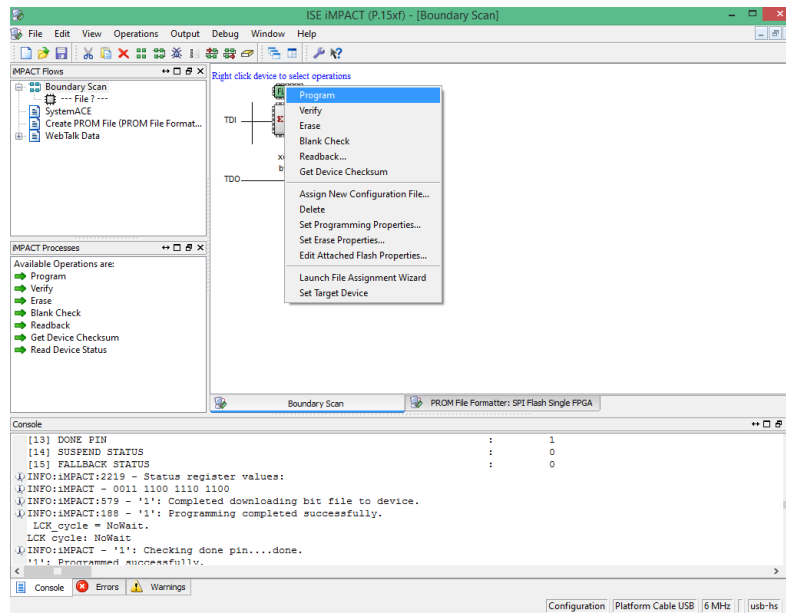 ISE iMPACT (P.15xf) - [Boundary Scan]
File Edit View Operations Output Debug Window Help
iMPACT Flows
Boundary Scan
--- File ? ---
SystemACE
Create PROM File (PROM File Format...
WebTalk Data
iMPACT Processes
Available Operations are:
Program
Verify
Erase
Blank Check
Readback
Get Device Checksum
Read Device Status
Right click device to select operations
TDI
TDO
Program
Verify
Erase
Blank Check
Readback...
Get Device Checksum
Assign New Configuration File...
Delete
Set Programming Properties...
Set Erase Properties...
Edit Attached Flash Properties...
Launch File Assignment Wizard
Set Target Device
Boundary Scan
PROM File Formatter: SPI Flash Single FPGA
Console
[13] DONE PIN : 1
[14] SUSPEND STATUS : 0
[15] FALLBACK STATUS : 0
INFO:iMPACT:2219 - Status register values:
INFO:iMPACT - 0011 1100 1110 1100
INFO:iMPACT:579 - '1': Completed downloading bit file to device.
INFO:iMPACT:188 - '1': Programming completed successfully.
LCK_cycle = NoWait.
LCK cycle: NoWait
INFO:iMPACT - '1': Checking done pin....done.
'1': Programmed successfully.
Console Errors Warnings
Configuration Platform Cable USB 6 MHz usb-hs